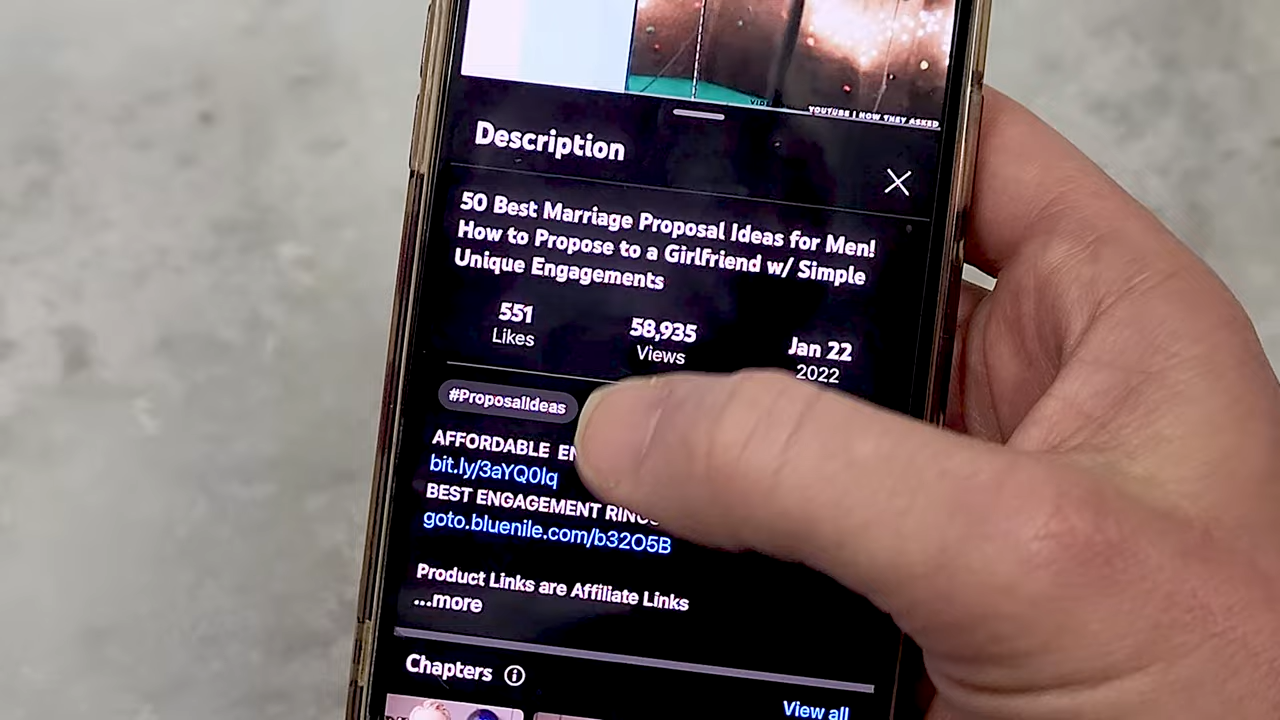 YOUTUBE | HOW THEY ASKED
Description
50 Best Marriage Proposal Ideas for Men!
How to Propose to a Girlfriend w/ Simple
Unique Engagements
551
Likes
58,935
Views
Jan 22
2022
#ProposalIdeas
AFFORDABLE
bit.ly/3aYQ0lq
BEST ENGAGEMENT RINGS
goto.bluenile.com/b32O5B
Product Links are Affiliate Links
...more
Chapters
View all